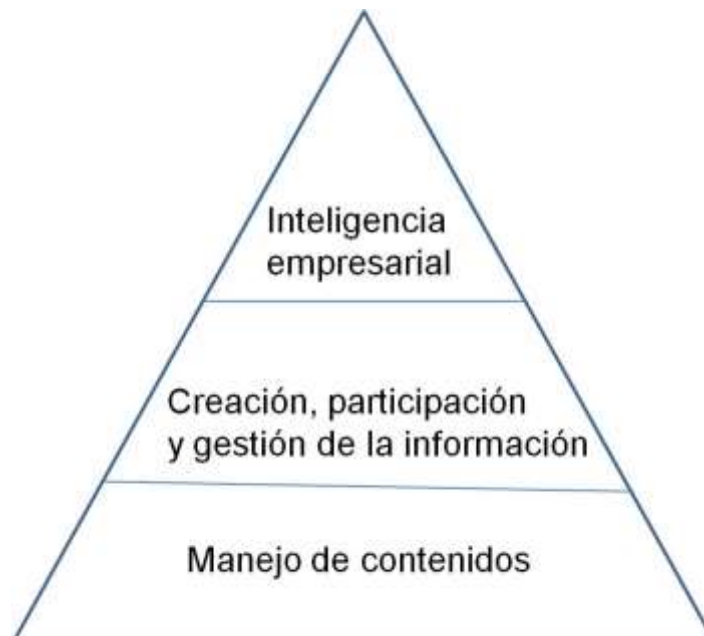 Inteligencia
empresarial
Creación, participación
y gestión de la información
Manejo de contenidos